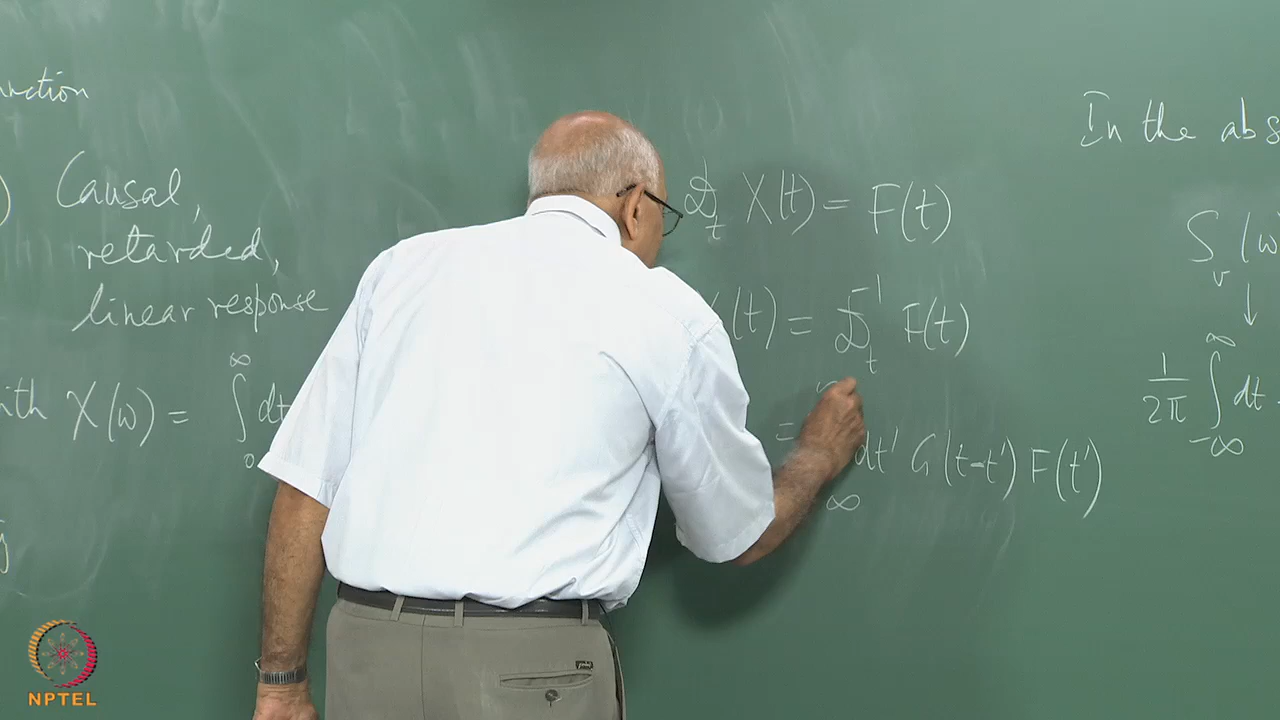 nction
) Causal,
retarded,
linear response
ith χ(ω) = ∫₀^∞ dt
𝒟_t X(t) = F(t)
(t) = 𝒟_t⁻¹ F(t)
= dt' G(t-t') F(t')
∞
In the abs
S_v (ω
↓
1/2π ∫_{-∞}^∞ dt
NPTEL